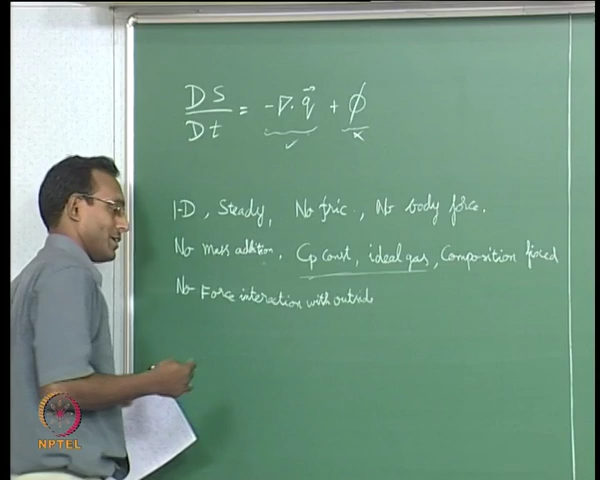 DS/Dt = -∇·q⃗ + ϕ
1-D, Steady, No fric., No body force.
No mass addition, Cp const, ideal gas, Composition fixed
No Force interaction with outside
NPTEL